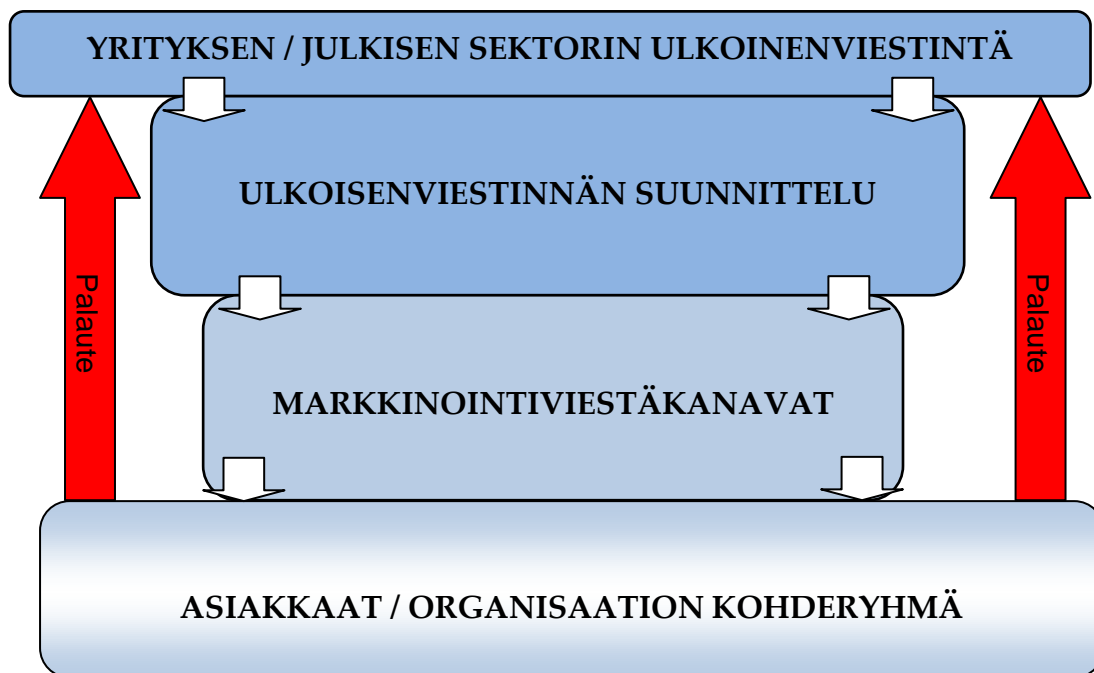 YRITYKSEN / JULKISEN SEKTORIN ULKOINENVIESTINTÄ
ULKOISENVIESTINNÄN SUUNNITTELU
Palaute
Palaute
MARKKINOINTIVIESTÄKANAVAT
ASIAKKAAT / ORGANISAATION KOHDERYHMÄ